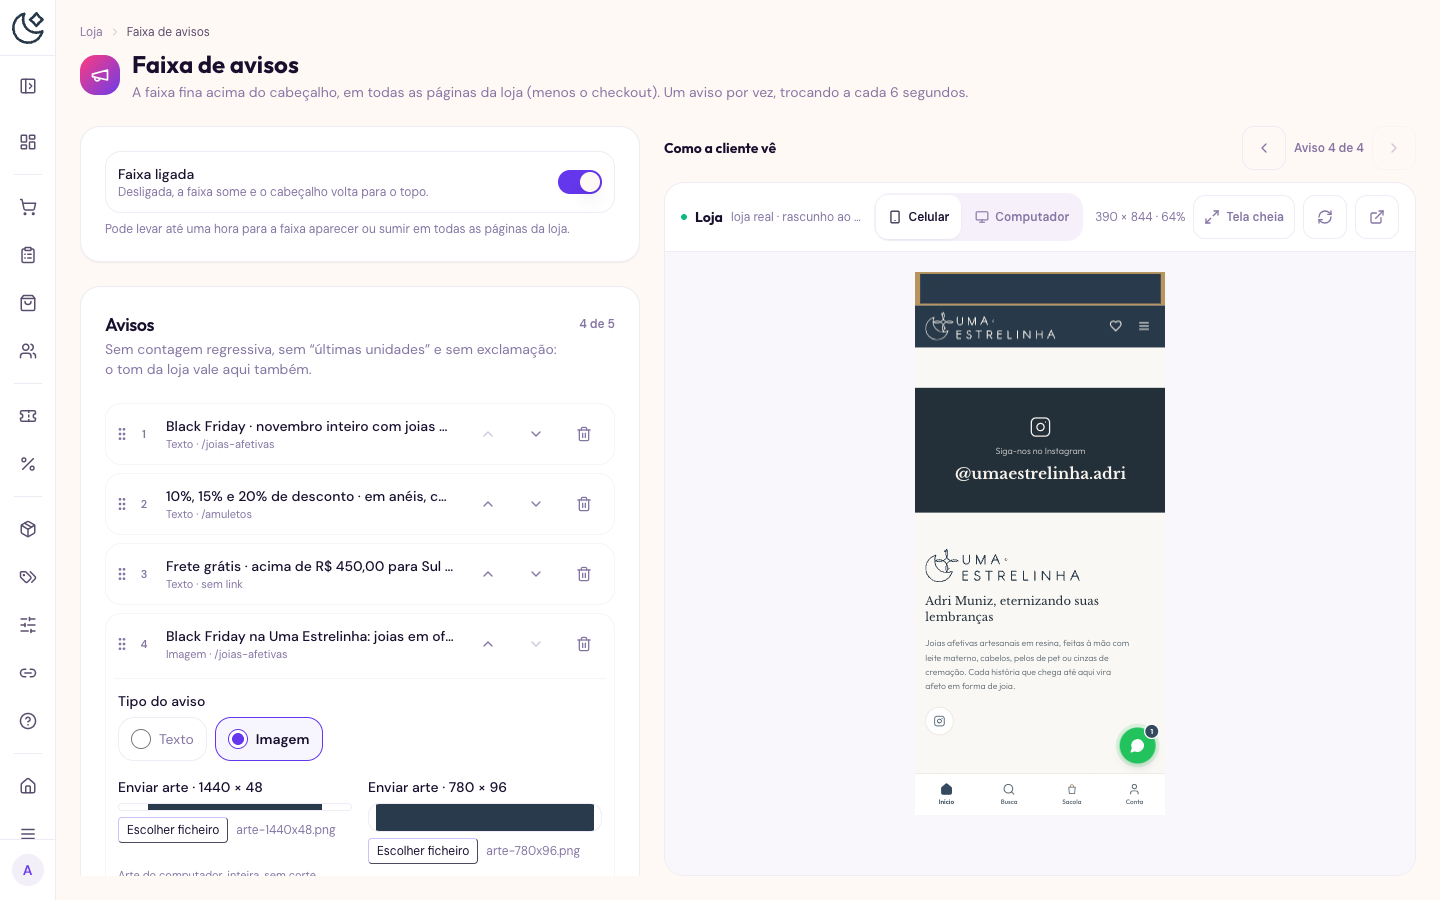 Loja > Faixa de avisos
Faixa de avisos
A faixa fina acima do cabeçalho, em todas as páginas da loja (menos o checkout). Um aviso por vez, trocando a cada 6 segundos.
Faixa ligada
Desligada, a faixa some e o cabeçalho volta para o topo.
Pode levar até uma hora para a faixa aparecer ou sumir em todas as páginas da loja.
Avisos
4 de 5
Sem contagem regressiva, sem “últimas unidades” e sem exclamação:
o tom da loja vale aqui também.
1
Black Friday · novembro inteiro com joias ...
Texto · /joias-afetivas
2
10%, 15% e 20% de desconto · em anéis, c...
Texto · /amuletos
3
Frete grátis · acima de R$ 450,00 para Sul ...
Texto · sem link
4
Black Friday na Uma Estrelinha: joias em of...
Imagem · /joias-afetivas
Tipo do aviso
Texto
Imagem
Enviar arte · 1440 × 48
Escolher ficheiro
arte-1440x48.png
Enviar arte · 780 × 96
Escolher ficheiro
arte-780x96.png
Arte do computador, inteira, sem corte
A
Como a cliente vê
Aviso 4 de 4
Loja
loja real · rascunho ao ...
Celular
Computador
390 × 844 · 64%
Tela cheia
UMA
ESTRELINHA
Siga-nos no Instagram
@umaestrelinha.adri
UMA
ESTRELINHA
Adri Muniz, eternizando suas
lembranças
Joias afetivas artesanais em resina, feitas à mão com
leite materno, cabelos, pelos de pet ou cinzas de
cremação. Cada história que chega até aqui vira
afeto em forma de joia.
1
Início
Busca
Sacola
Conta